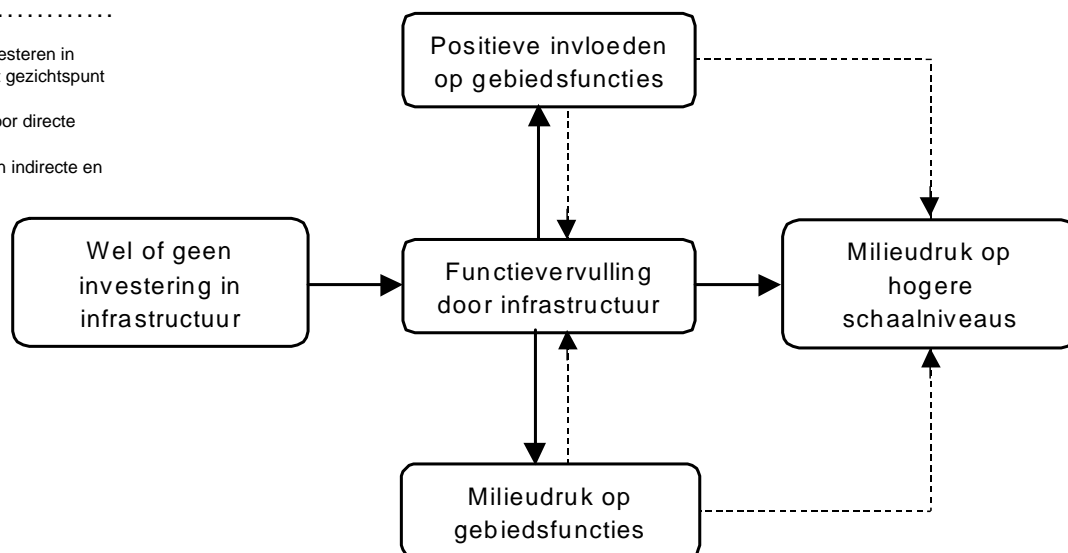 ............
esteren in
gezichtspunt
or directe
indirecte en
Positieve invloeden
op gebiedsfuncties
Wel of geen
investering in
infrastructuur
Functievervulling
door infrastructuur
Milieudruk op
hogere
schaalniveaus
Milieudruk op
gebiedsfuncties